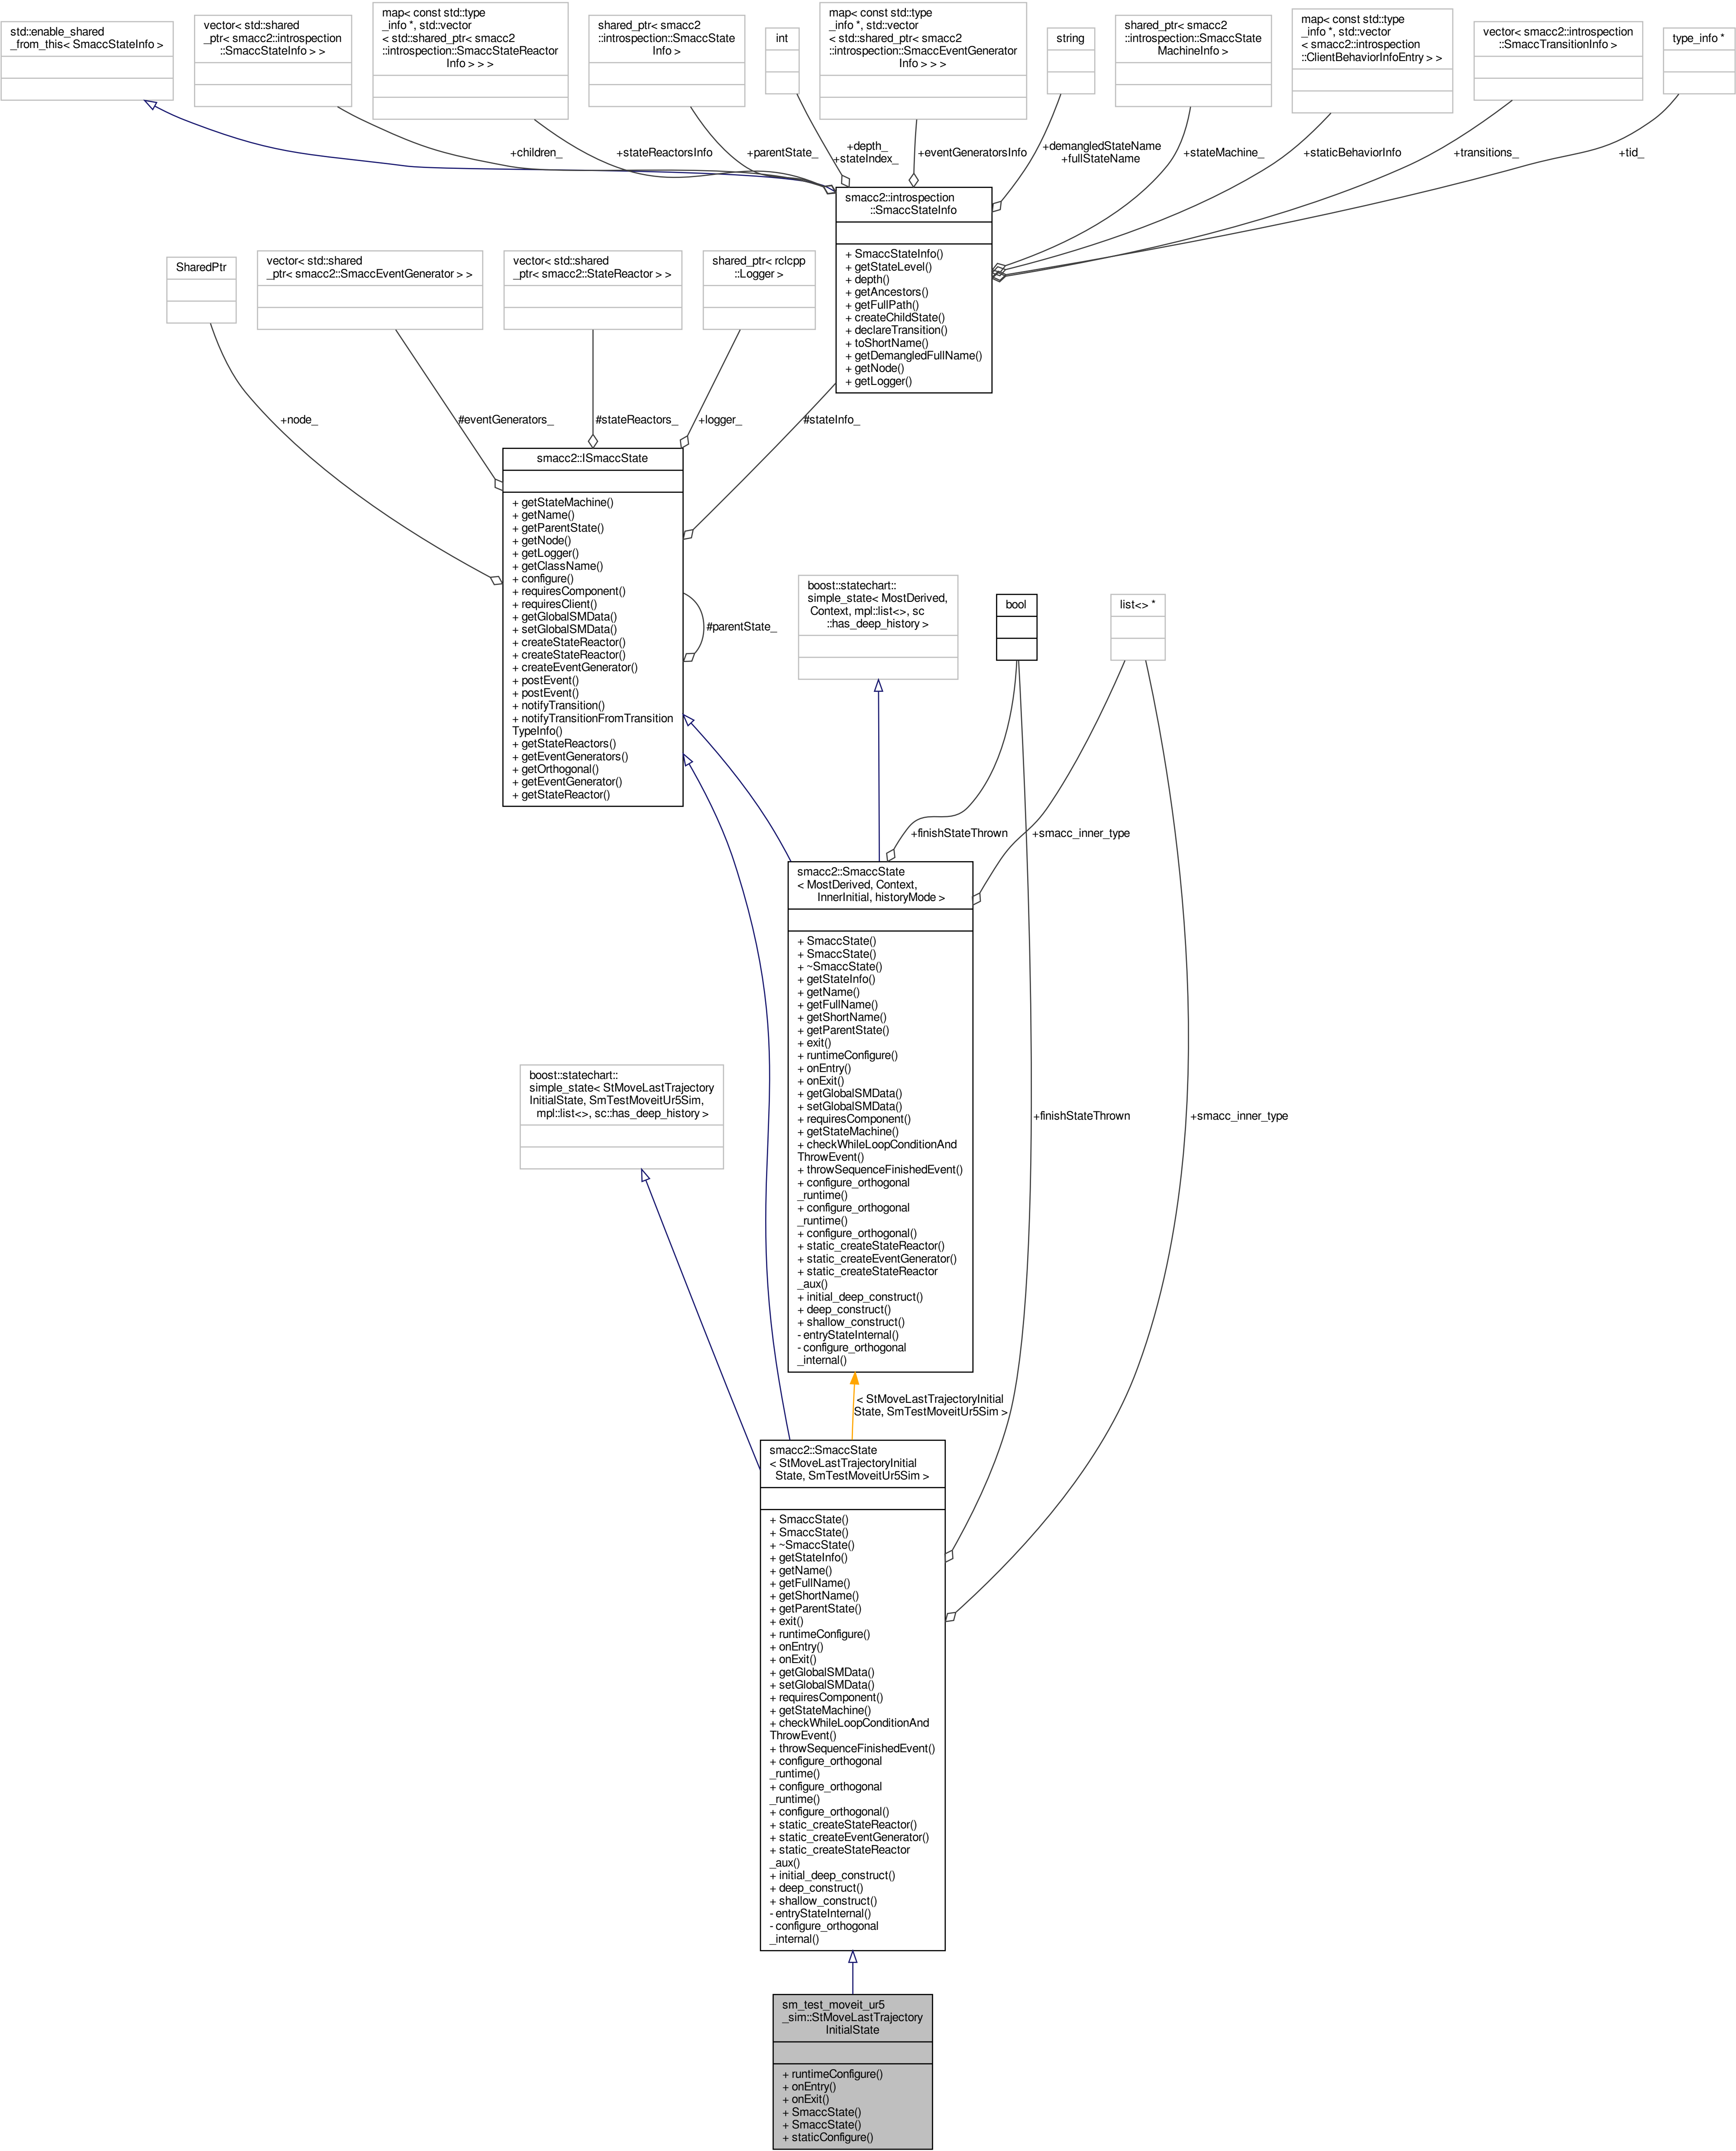 std::enable_shared
_from_this< SmaccStateInfo >
vector< std::shared
_ptr< smacc2::introspection
::SmaccStateInfo > >
map< const std::type
_info *, std::vector
< std::shared_ptr< smacc2
::introspection::SmaccStateReactor
Info > > >
shared_ptr< smacc2
::introspection::SmaccState
Info >
int
map< const std::type
_info *, std::vector
< std::shared_ptr< smacc2
::introspection::SmaccEventGenerator
Info > > >
string
shared_ptr< smacc2
::introspection::SmaccState
MachineInfo >
map< const std::type
_info *, std::vector
< smacc2::introspection
::ClientBehaviorInfoEntry > >
vector< smacc2::introspection
::SmaccTransitionInfo >
type_info *
+children_
+stateReactorsInfo
+parentState_
+depth_
+stateIndex_
+eventGeneratorsInfo
+demangledStateName
+fullStateName
+stateMachine_
+staticBehaviorInfo
+transitions_
+tid_
smacc2::introspection
::SmaccStateInfo
+ SmaccStateInfo()
+ getStateLevel()
+ depth()
+ getAncestors()
+ getFullPath()
+ createChildState()
+ declareTransition()
+ toShortName()
+ getDemangledFullName()
+ getNode()
+ getLogger()
SharedPtr
vector< std::shared
_ptr< smacc2::SmaccEventGenerator > >
vector< std::shared
_ptr< smacc2::StateReactor > >
shared_ptr< rclcpp
::Logger >
+node_
#eventGenerators_
#stateReactors_
+logger_
#stateInfo_
smacc2::ISmaccState
+ getStateMachine()
+ getName()
+ getParentState()
+ getNode()
+ getLogger()
+ getClassName()
+ configure()
+ requiresComponent()
+ requiresClient()
+ getGlobalSMData()
+ setGlobalSMData()
+ createStateReactor()
+ createStateReactor()
+ createEventGenerator()
+ postEvent()
+ postEvent()
+ notifyTransition()
+ notifyTransitionFromTransition
TypeInfo()
+ getStateReactors()
+ getEventGenerators()
+ getOrthogonal()
+ getEventGenerator()
+ getStateReactor()
#parentState_
boost::statechart::
simple_state< MostDerived,
Context, mpl::list<>, sc
::has_deep_history >
bool
list<> *
+finishStateThrown
+smacc_inner_type
smacc2::SmaccState
< MostDerived, Context,
InnerInitial, historyMode >
+ SmaccState()
+ SmaccState()
+ ~SmaccState()
+ getStateInfo()
+ getName()
+ getFullName()
+ getShortName()
+ getParentState()
+ exit()
+ runtimeConfigure()
+ onEntry()
+ onExit()
+ getGlobalSMData()
+ setGlobalSMData()
+ requiresComponent()
+ getStateMachine()
+ checkWhileLoopConditionAnd
ThrowEvent()
+ throwSequenceFinishedEvent()
+ configure_orthogonal
_runtime()
+ configure_orthogonal
_runtime()
+ configure_orthogonal()
+ static_createStateReactor()
+ static_createEventGenerator()
+ static_createStateReactor
_aux()
+ initial_deep_construct()
+ deep_construct()
+ shallow_construct()
- entryStateInternal()
- configure_orthogonal
_internal()
boost::statechart::
simple_state< StMoveLastTrajectory
InitialState, SmTestMoveitUr5Sim,
mpl::list<>, sc::has_deep_history >
+finishStateThrown
+smacc_inner_type
< StMoveLastTrajectoryInitial
State, SmTestMoveitUr5Sim >
smacc2::SmaccState
< StMoveLastTrajectoryInitial
State, SmTestMoveitUr5Sim >
+ SmaccState()
+ SmaccState()
+ ~SmaccState()
+ getStateInfo()
+ getName()
+ getFullName()
+ getShortName()
+ getParentState()
+ exit()
+ runtimeConfigure()
+ onEntry()
+ onExit()
+ getGlobalSMData()
+ setGlobalSMData()
+ requiresComponent()
+ getStateMachine()
+ checkWhileLoopConditionAnd
ThrowEvent()
+ throwSequenceFinishedEvent()
+ configure_orthogonal
_runtime()
+ configure_orthogonal
_runtime()
+ configure_orthogonal()
+ static_createStateReactor()
+ static_createEventGenerator()
+ static_createStateReactor
_aux()
+ initial_deep_construct()
+ deep_construct()
+ shallow_construct()
- entryStateInternal()
- configure_orthogonal
_internal()
sm_test_moveit_ur5
_sim::StMoveLastTrajectory
InitialState
+ runtimeConfigure()
+ onEntry()
+ onExit()
+ SmaccState()
+ SmaccState()
+ staticConfigure()